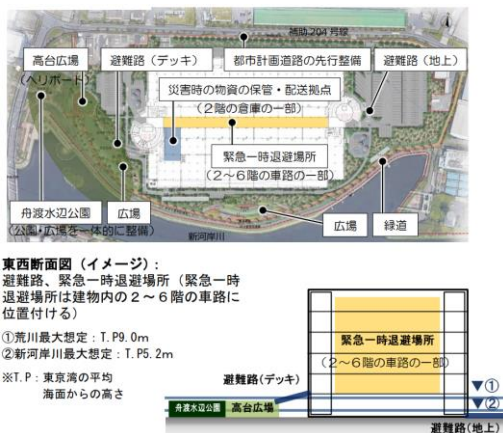 補助204号線
高台広場
(ヘリポート)
避難路(デッキ)
都市計画道路の先行整備
避難路(地上)
災害時の物資の保管・配送拠点
(2階の倉庫の一部)
緊急一時退避場所
(2~6階の車路の一部)
舟渡水辺公園
(公園・広場を一体的に整備)
広場
新河岸川
広場
緑道
東西断面図(イメージ):
避難路、緊急一時退避場所(緊急一時
退避場所は建物内の2~6階の車路に
位置付ける)
①荒川最大想定:T.P9.0m
②新河岸川最大想定:T.P5.2m
※T.P:東京湾の平均
海面からの高さ
緊急一時退避場所
(2~6階の車路の一部)
避難路(デッキ)
▼①
▼②
舟渡水辺公園
高台広場
避難路(地上)